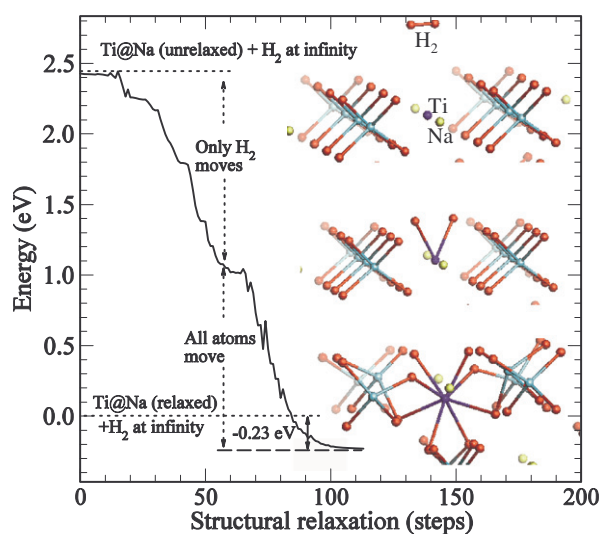 Ti@Na (unrelaxed) + H2 at infinity
H2
2.5
Ti
Na
2.0
Only H2
moves
1.5
1.0
Energy (eV)
All atoms
move
0.5
Ti@Na (relaxed)
+H2 at infinity
0.0
-0.23 eV
0
50
100
150
200
Structural relaxation (steps)